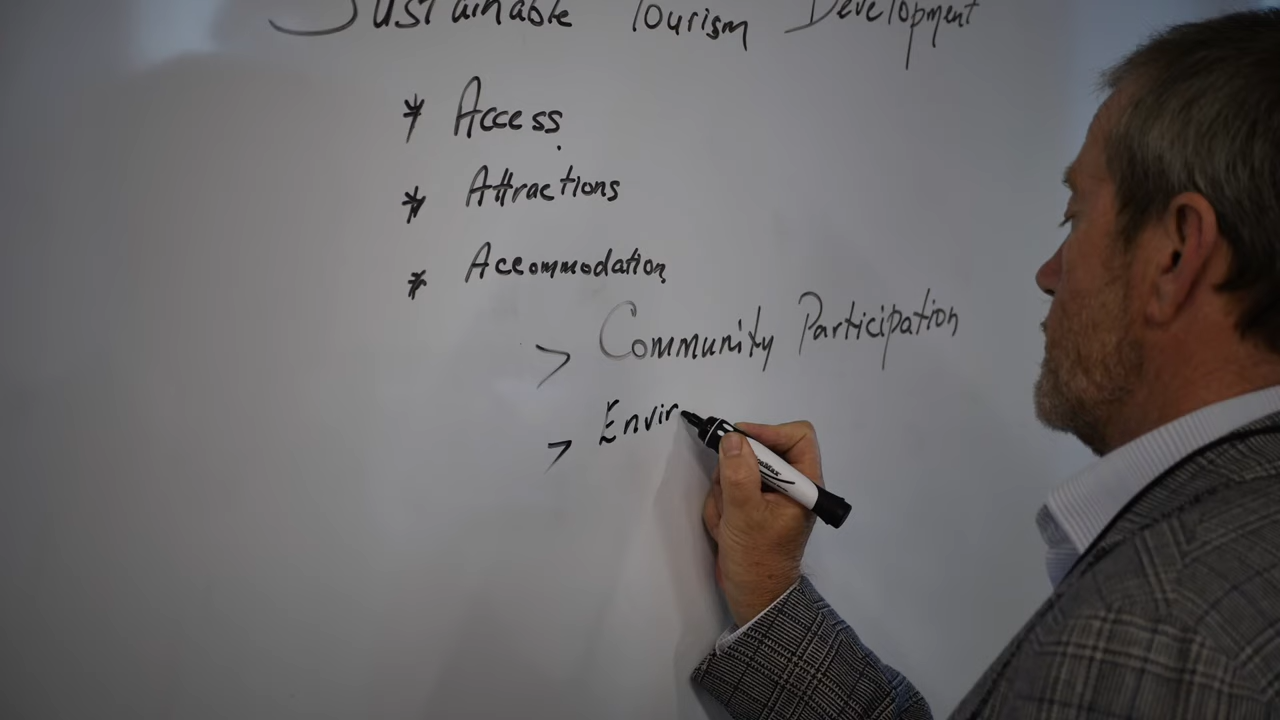 Sustainable Tourism Development
* Access
* Attractions
* Accommodation
> Community Participation
> Envir